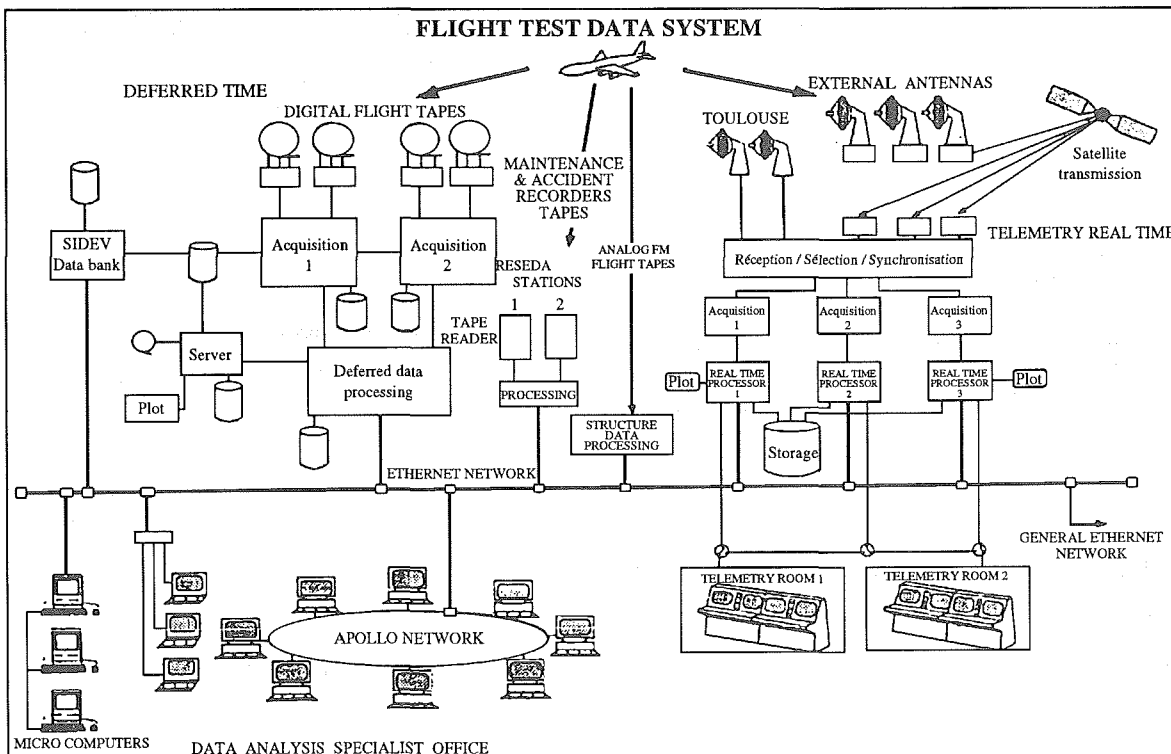 FLIGHT TEST DATA SYSTEM
DEFERRED TIME
DIGITAL FLIGHT TAPES
EXTERNAL ANTENNAS
TOULOUSE
MAINTENANCE
& ACCIDENT
RECORDERS
TAPES
Satellite
transmission
SIDEV
Data bank
Acquisition
1
Acquisition
2
ANALOG FM
FLIGHT TAPES
TELEMETRY REAL TIME
Réception / Sélection / Synchronisation
RESEDA
STATIONS
1 2
TAPE
READER
Acquisition
1
Acquisition
2
Acquisition
3
Server
Plot
Deferred data
processing
PROCESSING
Plot
REAL TIME
PROCESSOR
1
REAL TIME
PROCESSOR
2
REAL TIME
PROCESSOR
3
Plot
STRUCTURE
DATA
PROCESSING
Storage
ETHERNET NETWORK
GENERAL ETHERNET
NETWORK
TELEMETRY ROOM 1
TELEMETRY ROOM 2
APOLLO NETWORK
MICRO COMPUTERS
DATA ANALYSIS SPECIALIST OFFICE